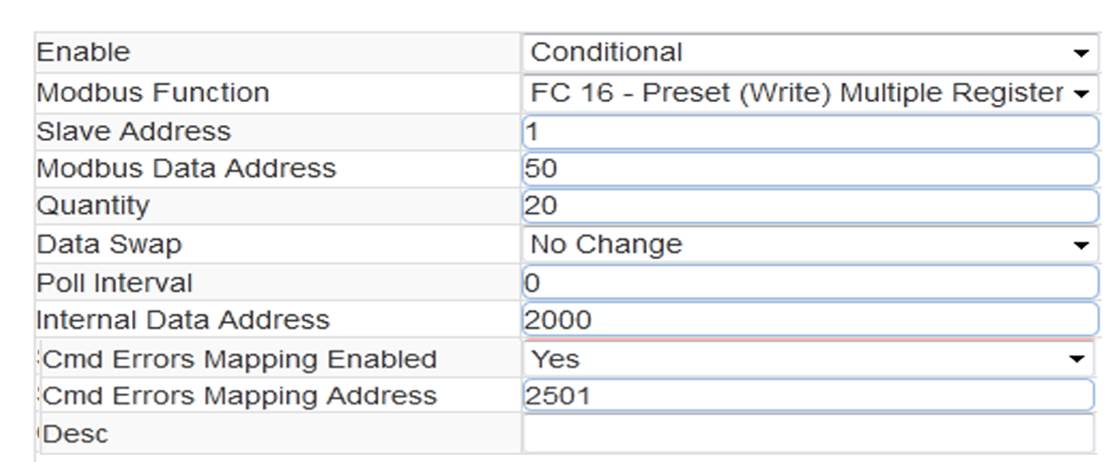 Enable Conditional
Modbus Function FC 16 - Preset (Write) Multiple Register
Slave Address 1
Modbus Data Address 50
Quantity 20
Data Swap No Change
Poll Interval 0
Internal Data Address 2000
Cmd Errors Mapping Enabled Yes
Cmd Errors Mapping Address 2501
Desc